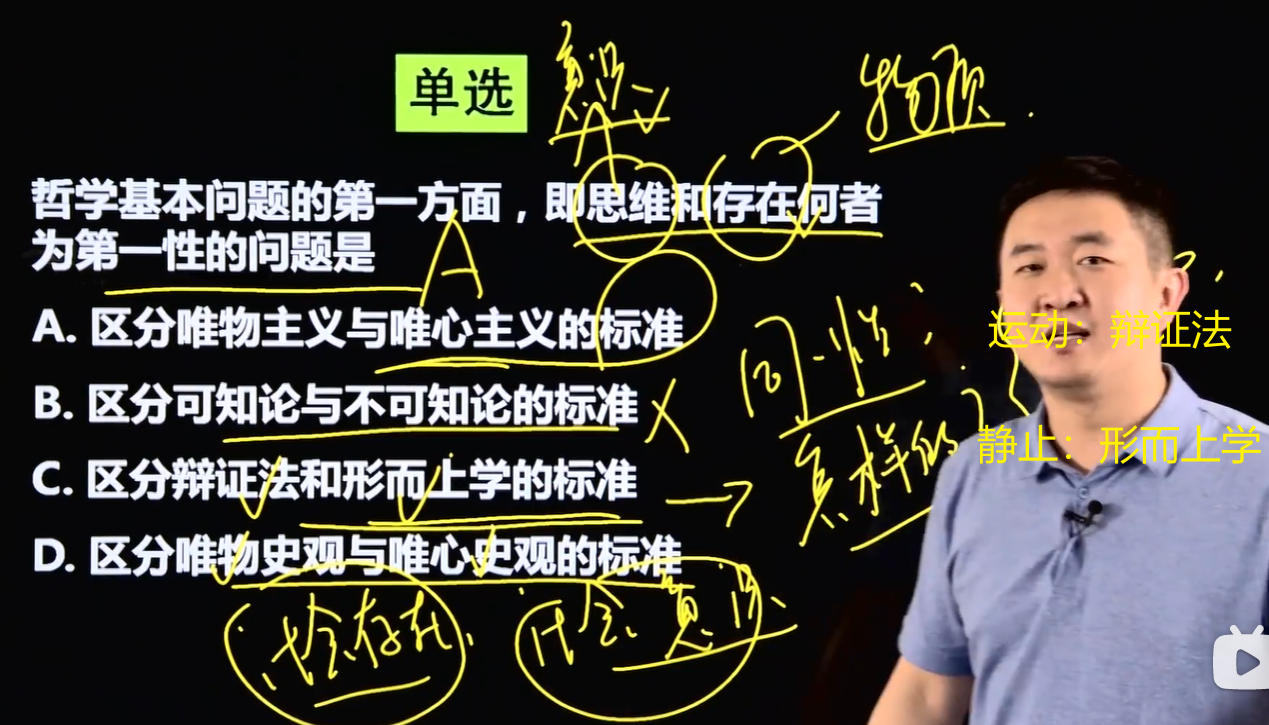 单选
意识
物质.
哲学基本问题的第一方面，即思维和存在何者
为第一性的问题是
A
A. 区分唯物主义与唯心主义的标准
B. 区分可知论与不可知论的标准
C. 区分辩证法和形而上学的标准
D. 区分唯物史观与唯心史观的标准
同一性:
怎样的
运动：辩证法
静止：形而上学
社会存在
社会意识